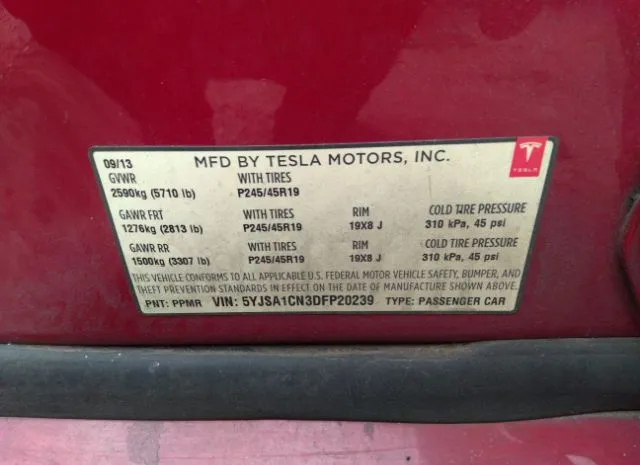 09/13 MFD BY TESLA MOTORS, INC.
GVWR WITH TIRES
2590kg (5710 lb) P245/45R19
TESLA
GAWR FRT WITH TIRES RIM COLD TIRE PRESSURE
1276kg (2813 lb) P245/45R19 19X8 J 310 kPa, 45 psi
GAWR RR WITH TIRES RIM COLD TIRE PRESSURE
1500kg (3307 lb) P245/45R19 19X8 J 310 kPa, 45 psi
THIS VEHICLE CONFORMS TO ALL APPLICABLE U.S. FEDERAL MOTOR VEHICLE SAFETY, BUMPER, AND
THEFT PREVENTION STANDARDS IN EFFECT ON THE DATE OF MANUFACTURE SHOWN ABOVE.
PNT: PPMR VIN: 5YJSA1CN3DFP20239 TYPE: PASSENGER CAR